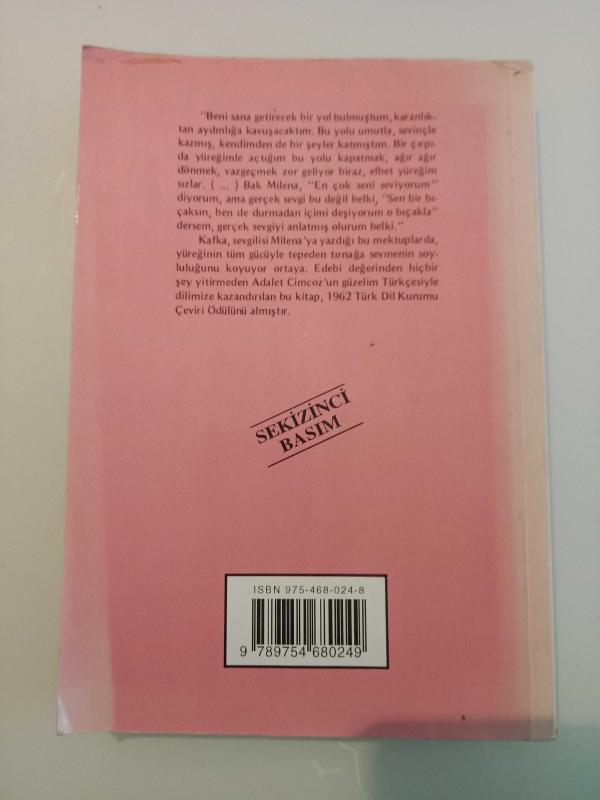 "Beni sana getirecek bir yol bulmuştum, karanlık-
tan aydınlığa kavuşacaktım. Bu yolu umutla, sevinçle
kazmış, kendimden de bir şeyler katmıştım. Bir çırpı-
da yüreğimle açtığım bu yolu kapatmak, ağır ağır
dönmek, vazgeçmek zor geliyor biraz, elbet yüreğim
sızlar. ( ... ) Bak Milena, "En çok seni seviyorum"
diyorum, ama gerçek sevgi bu değil belki, "Sen bir bı-
çaksın, ben de durmadan içimi deşiyorum o bıçakla"
dersem, gerçek sevgiyi anlatmış olurum belki."
Kafka, sevgilisi Milena'ya yazdığı bu mektuplarda,
yüreğinin tüm gücüyle tepeden tırnağa sevmenin soy-
luluğunu koyuyor ortaya. Edebi değerinden hiçbir
şey yitirmeden Adalet Cimcoz'un güzelim Türkçesiyle
dilimize kazandırılan bu kitap, 1962 Türk Dil Kurumu
Çeviri Ödülünü almıştır.
SEKİZİNCİ
BASIM
ISBN 975-468-024-8
9 789754 680249